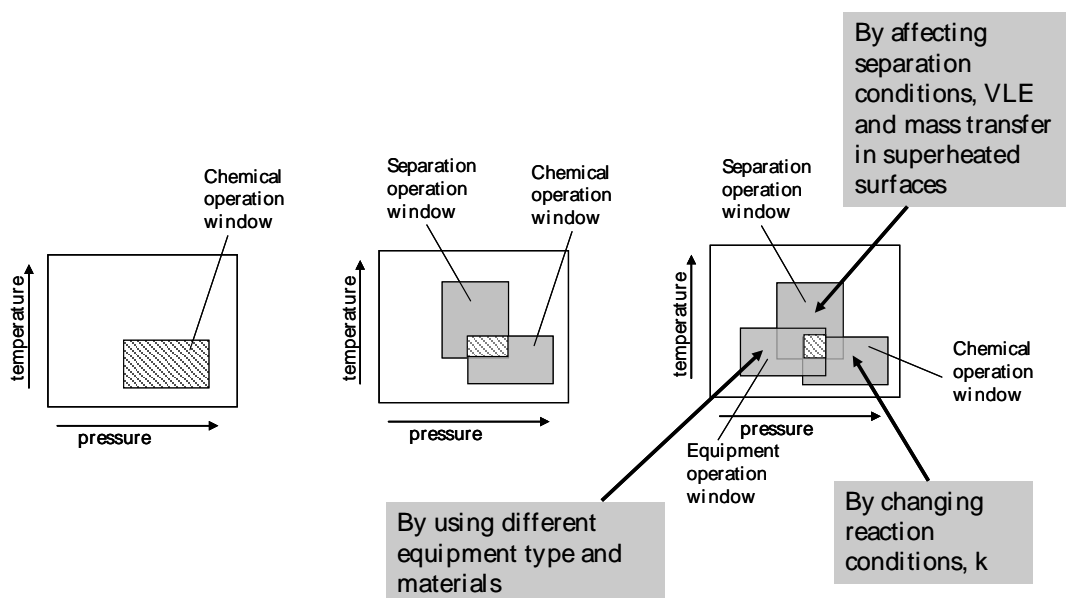 By affecting
separation
conditions, VLE
and mass transfer
in superheated
surfaces
Chemical
operation
window
temperature
pressure
Separation
operation
window
Chemical
operation
window
temperature
pressure
Separation
operation
window
temperature
Chemical
operation
window
pressure
Equipment
operation
window
By using different
equipment type and
materials
By changing
reaction
conditions, k